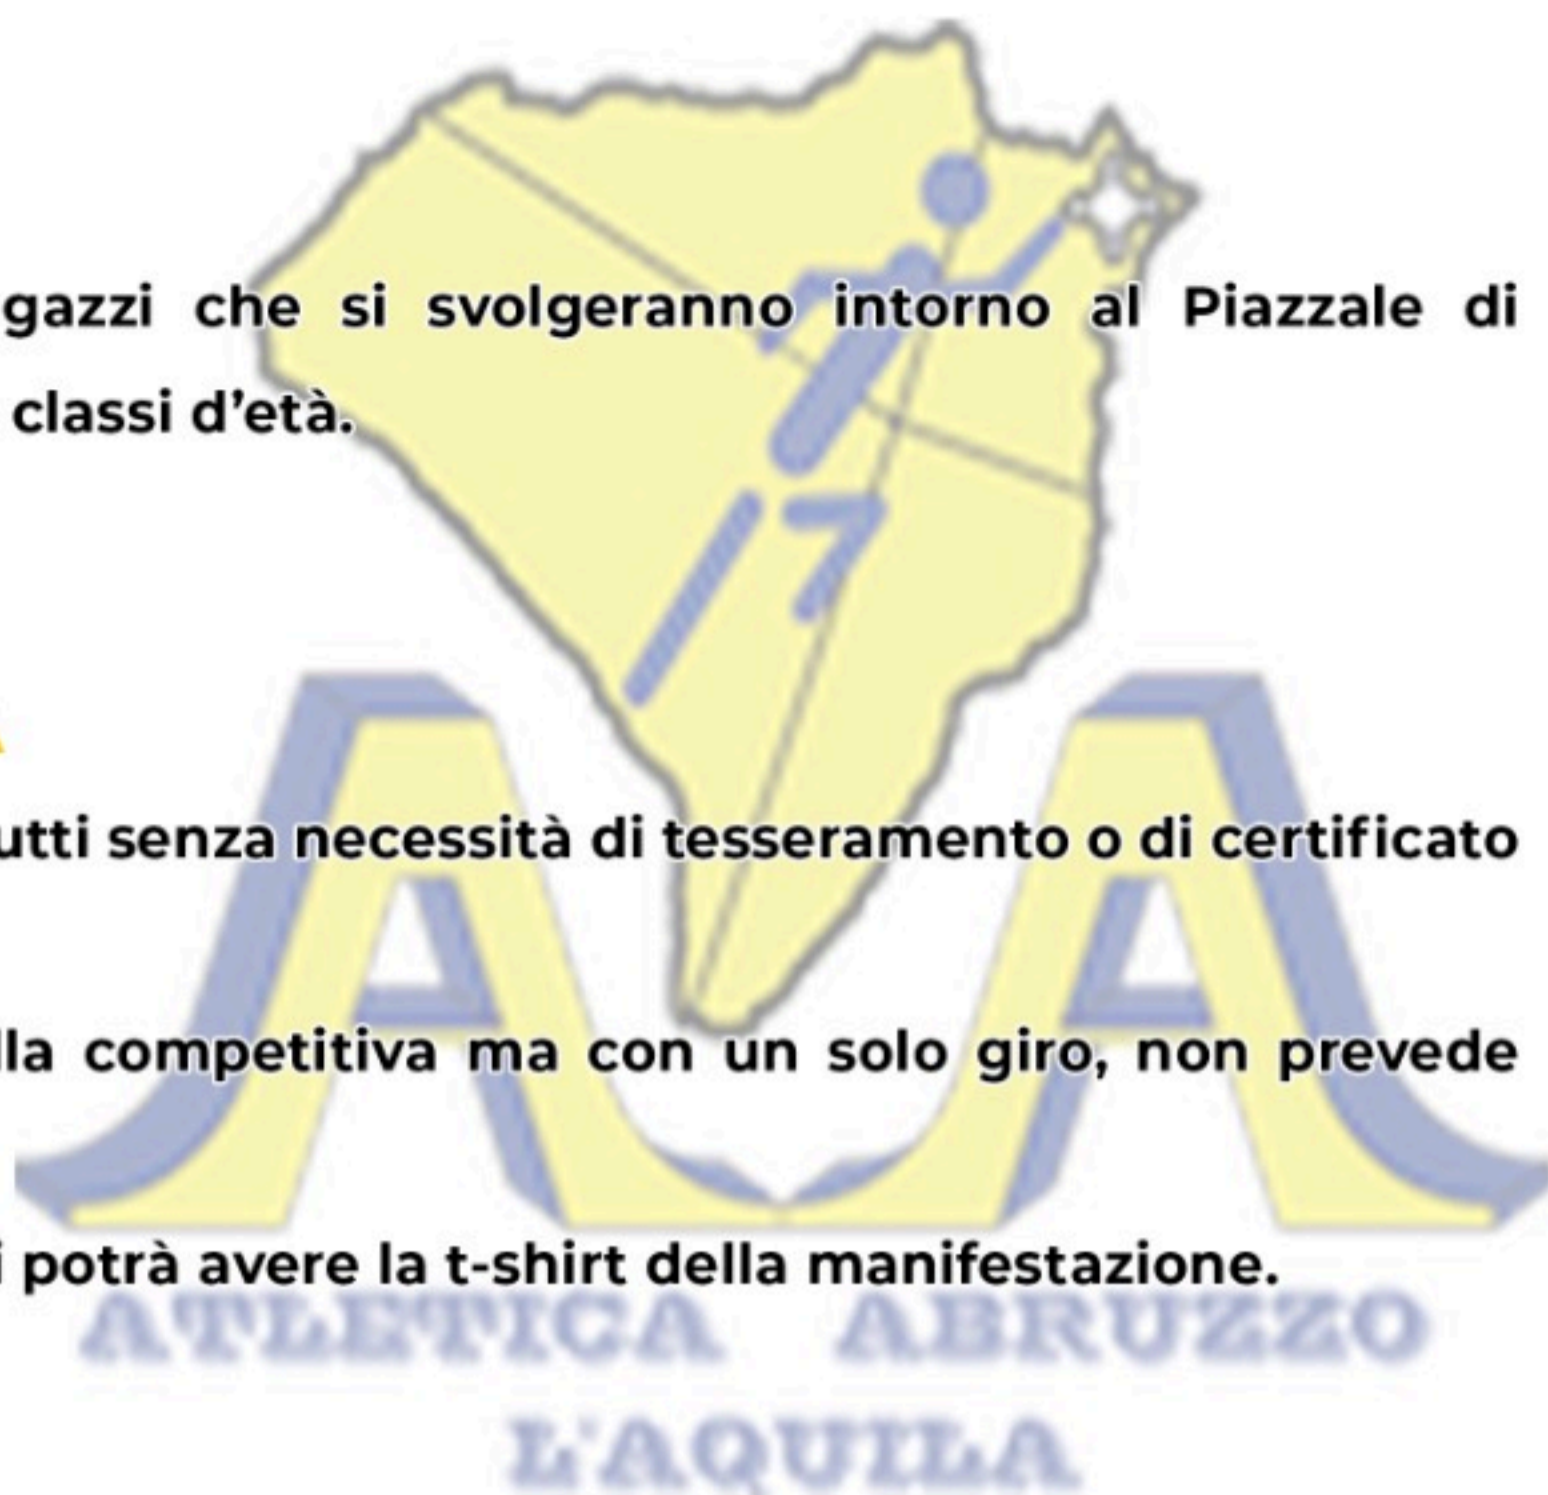 gazzi che si svolgeranno intorno al Piazzale di
classi d’età.
utti senza necessità di tesseramento o di certificato
lla competitiva ma con un solo giro, non prevede
i potrà avere la t-shirt della manifestazione.
ATLETICA ABRUZZO
L'AQUILA